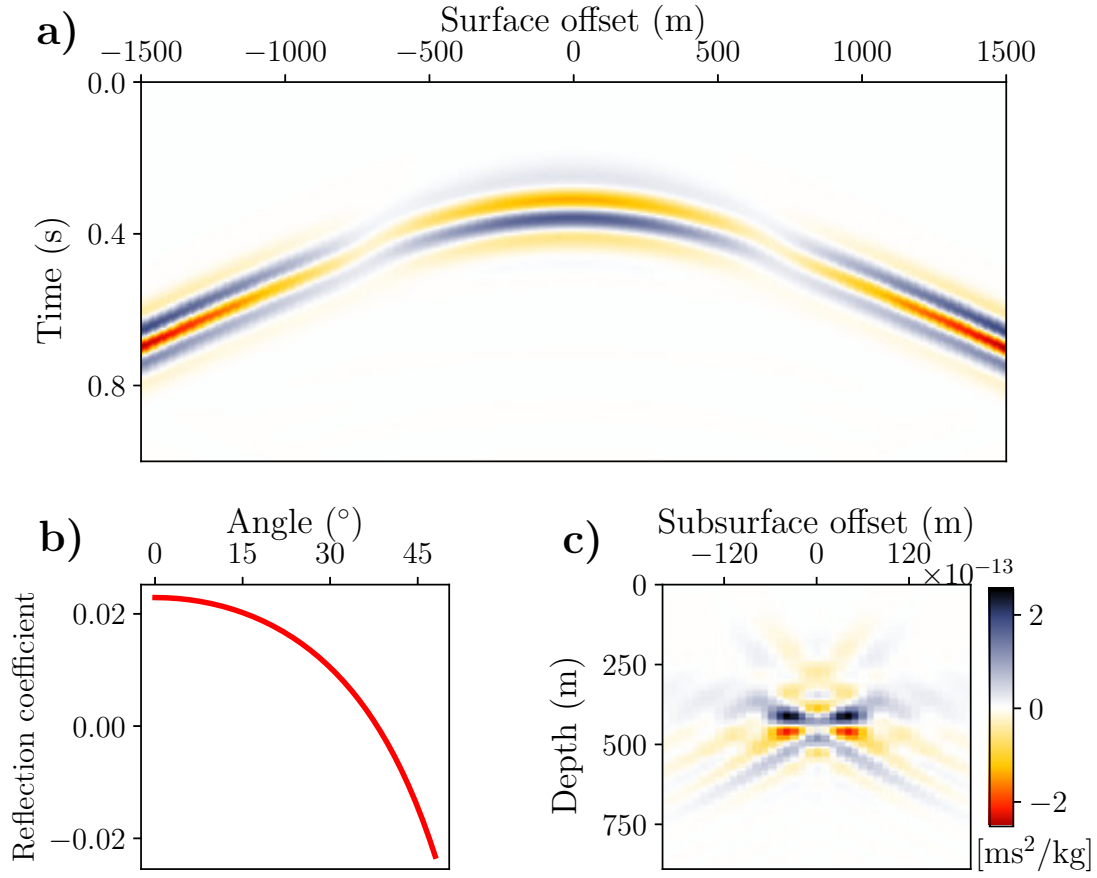 a)
Surface offset (m)
−1500 −1000 −500 0 500 1000 1500
Time (s)
0.0
0.4
0.8
b)
Angle (°)
0 15 30 45
Reflection coefficient
0.02
0.00
−0.02
c)
Subsurface offset (m)
−120 0 120
×10⁻¹³
Depth (m)
0
250
500
750
2
0
−2
[ms²/kg]